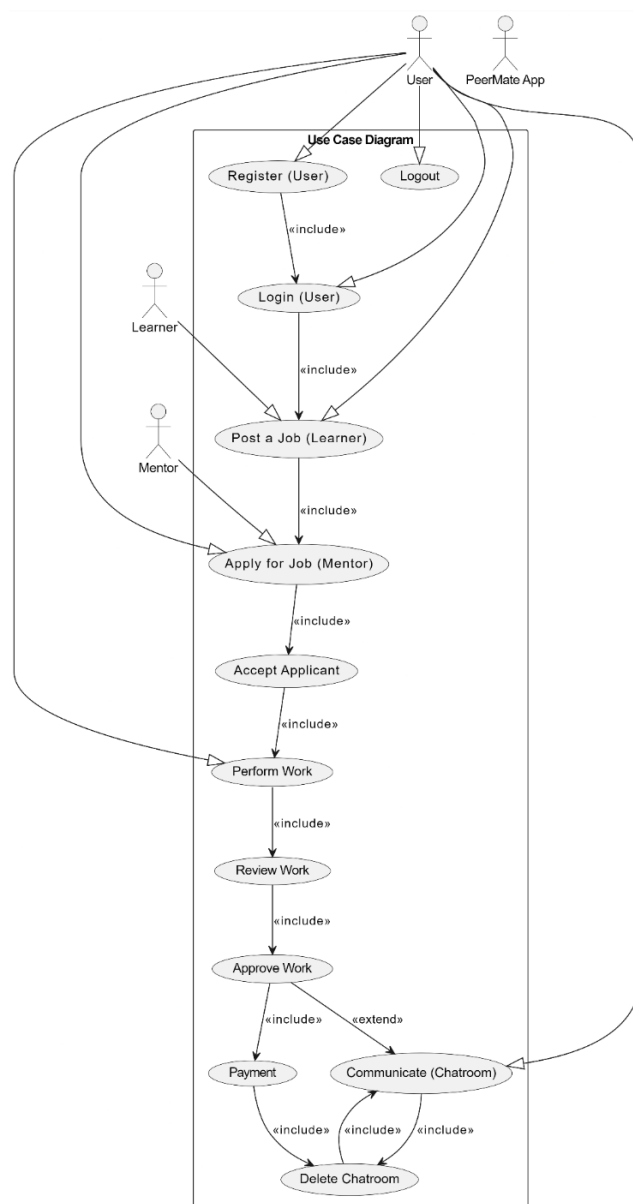 User
PeerMate App
Use Case Diagram
Register (User)
Logout
«include»
Login (User)
Learner
«include»
Post a Job (Learner)
Mentor
«include»
Apply for Job (Mentor)
«include»
Accept Applicant
«include»
Perform Work
«include»
Review Work
«include»
Approve Work
«include»
«extend»
Payment
Communicate (Chatroom)
«include»
«include»
«include»
Delete Chatroom